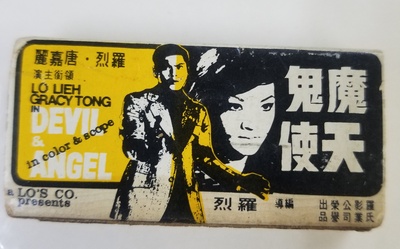 羅烈・唐嘉麗
領銜主演
LO LIEH
GRACY TONG
IN
DEVIL
&
ANGEL
in color & scope
a LO'S CO.
presents
魔鬼
天使
編導 羅烈
羅氏影業公司榮譽出品